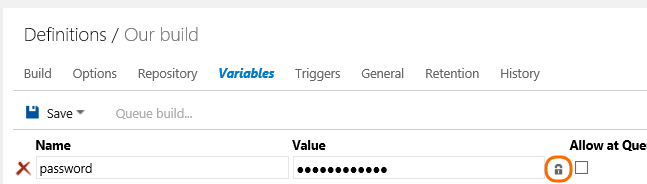 Definitions / Our build
Build Options Repository Variables Triggers General Retention History
Save Queue build...
Name Value Allow at Que
password ●●●●●●●●●●●●